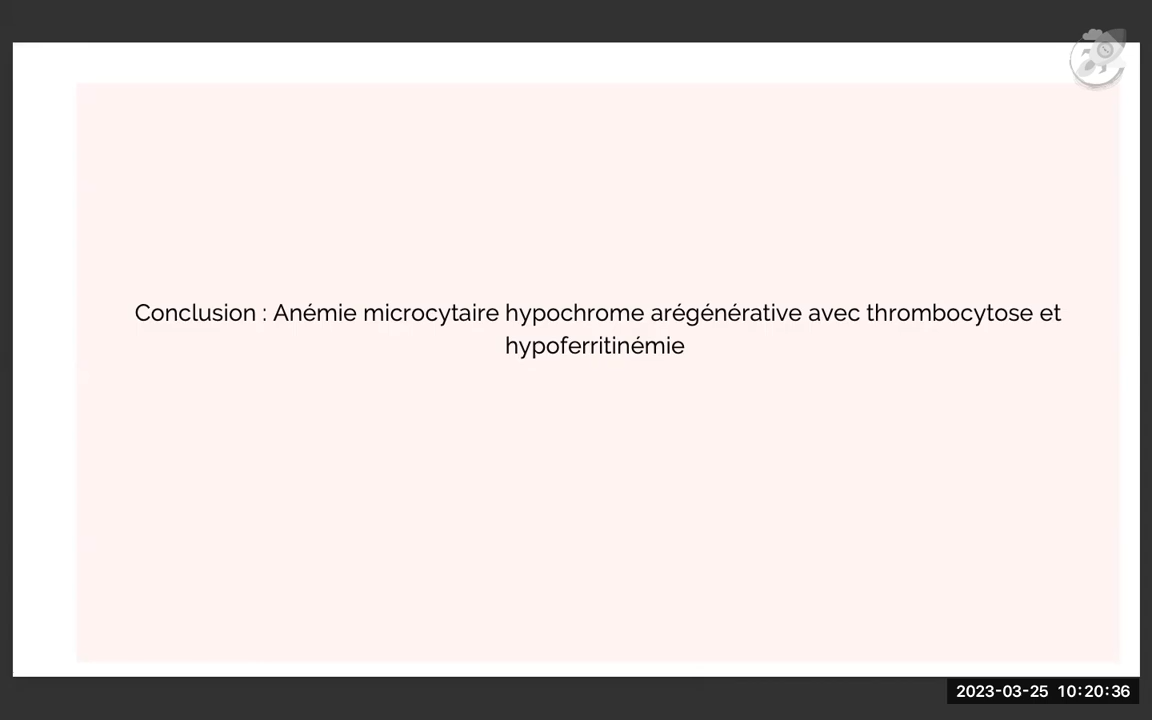 Conclusion : Anémie microcytaire hypochrome arégénérative avec thrombocytose et
hypoferritinémie
2023-03-25 10:20:36